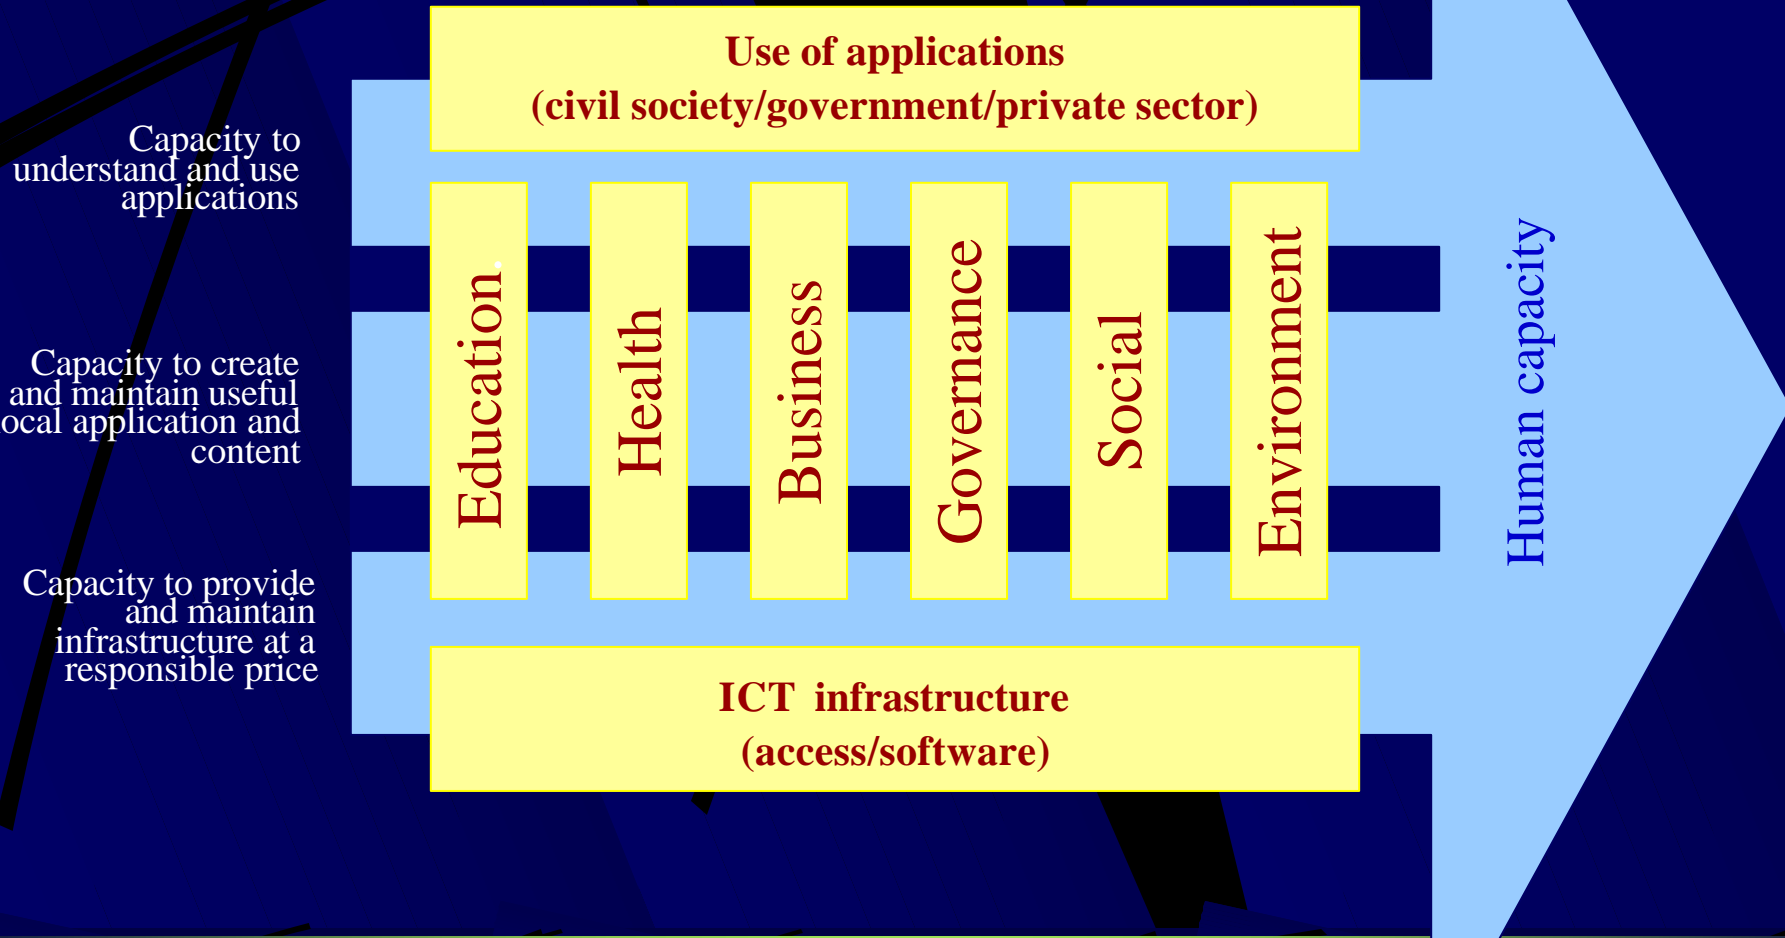 Use of applications
(civil society/government/private sector)
Capacity to
understand and use
applications
Capacity to create
and maintain useful
ocal application and
content
Capacity to provide
and maintain
infrastructure at a
responsible price
Education.
Health
Business
Governance
Social
Environment
Human capacity
ICT infrastructure
(access/software)